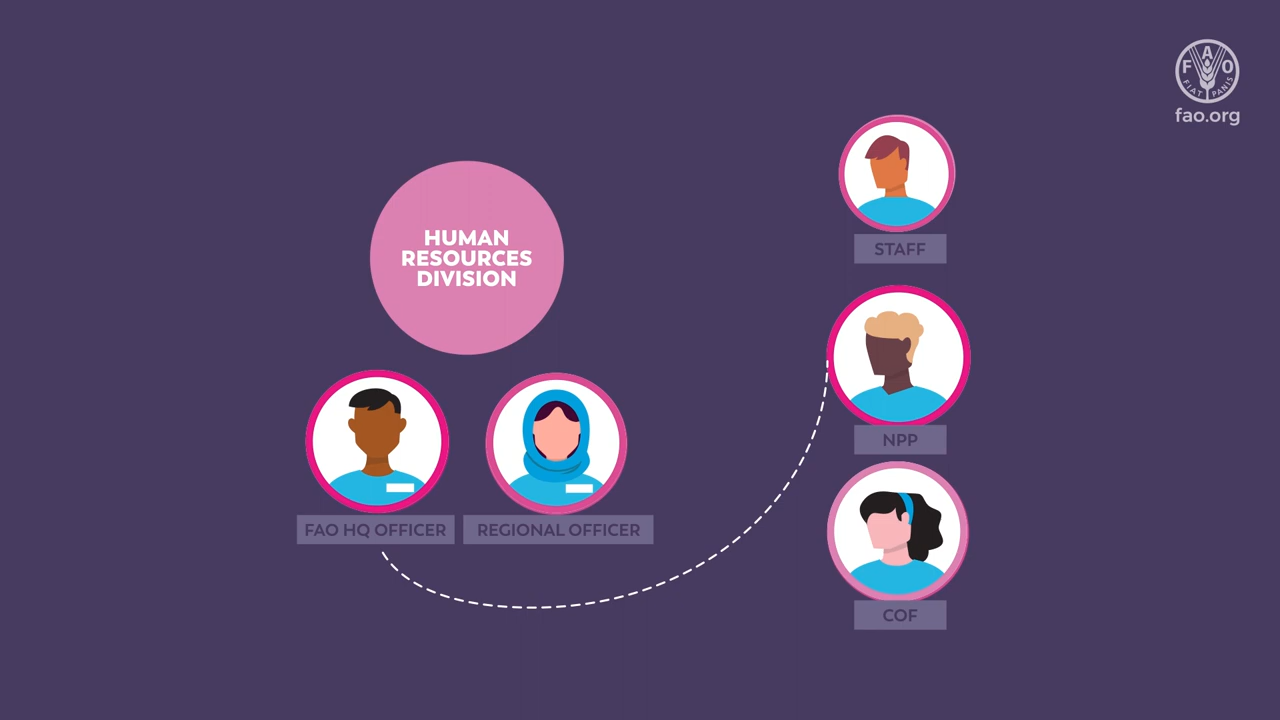 FAO
FIAT PANIS
fao.org
HUMAN
RESOURCES
DIVISION
STAFF
NPP
FAO HQ OFFICER
REGIONAL OFFICER
COF